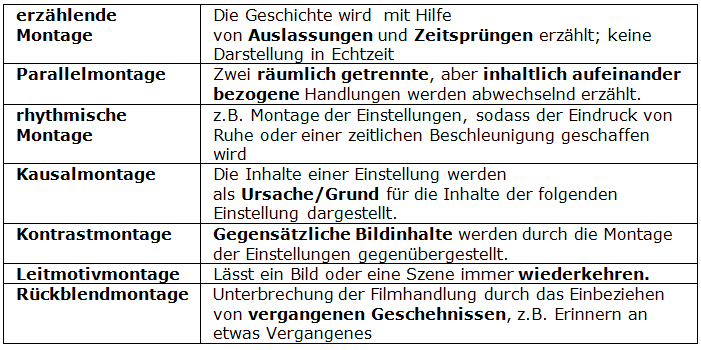 erzählende Die Geschichte wird mit Hilfe
Montage von Auslassungen und Zeitsprüngen erzählt; keine
Darstellung in Echtzeit
Parallelmontage Zwei räumlich getrennte, aber inhaltlich aufeinander
bezogene Handlungen werden abwechselnd erzählt.
rhythmische z.B. Montage der Einstellungen, sodass der Eindruck von
Montage Ruhe oder einer zeitlichen Beschleunigung geschaffen
wird
Kausalmontage Die Inhalte einer Einstellung werden
als Ursache/Grund für die Inhalte der folgenden
Einstellung dargestellt.
Kontrastmontage Gegensätzliche Bildinhalte werden durch die Montage
der Einstellungen gegenübergestellt.
Leitmotivmontage Lässt ein Bild oder eine Szene immer wiederkehren.
Rückblendmontage Unterbrechung der Filmhandlung durch das Einbeziehen
von vergangenen Geschehnissen, z.B. Erinnern an
etwas Vergangenes